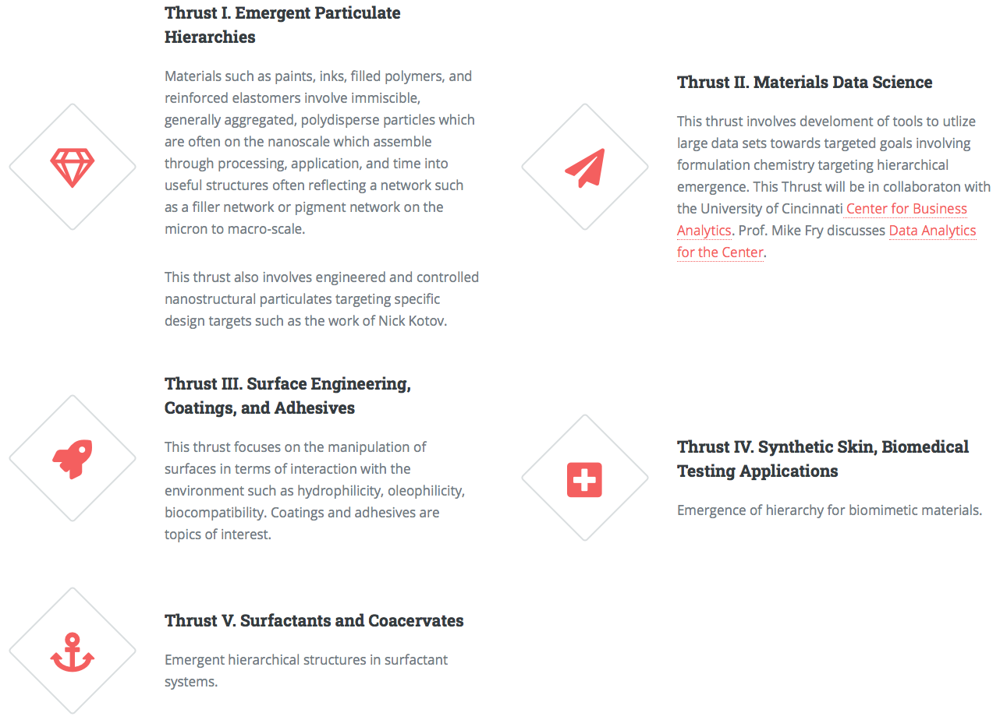 Thrust I. Emergent Particulate
Hierarchies
Materials such as paints, inks, filled polymers, and
reinforced elastomers involve immiscible,
generally aggregated, polydisperse particles which
are often on the nanoscale which assemble
through processing, application, and time into
useful structures often reflecting a network such
as a filler network or pigment network on the
micron to macro-scale.
This thrust also involves engineered and controlled
nanostructural particulates targeting specific
design targets such as the work of Nick Kotov.
Thrust II. Materials Data Science
This thrust involves develoment of tools to utlize
large data sets towards targeted goals involving
formulation chemistry targeting hierarchical
emergence. This Thrust will be in collaboraton with
the University of Cincinnati Center for Business
Analytics. Prof. Mike Fry discusses Data Analytics
for the Center.
Thrust III. Surface Engineering,
Coatings, and Adhesives
This thrust focuses on the manipulation of
surfaces in terms of interaction with the
environment such as hydrophilicity, oleophilicity,
biocompatibility. Coatings and adhesives are
topics of interest.
Thrust IV. Synthetic Skin, Biomedical
Testing Applications
Emergence of hierarchy for biomimetic materials.
Thrust V. Surfactants and Coacervates
Emergent hierarchical structures in surfactant
systems.